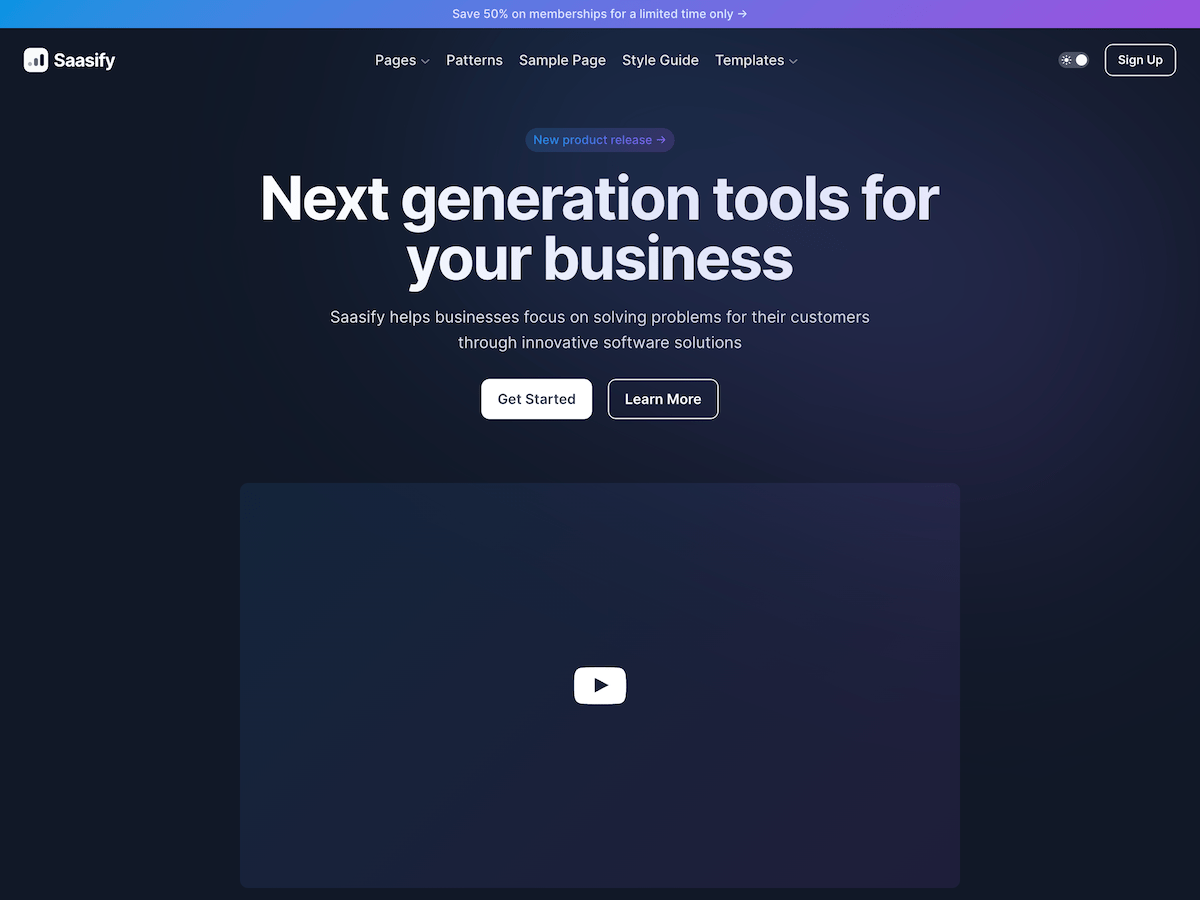 Save 50% on memberships for a limited time only →
Saasify
Pages
Patterns
Sample Page
Style Guide
Templates
Sign Up
New product release →
Next generation tools for
your business
Saasify helps businesses focus on solving problems for their customers
through innovative software solutions
Get Started
Learn More